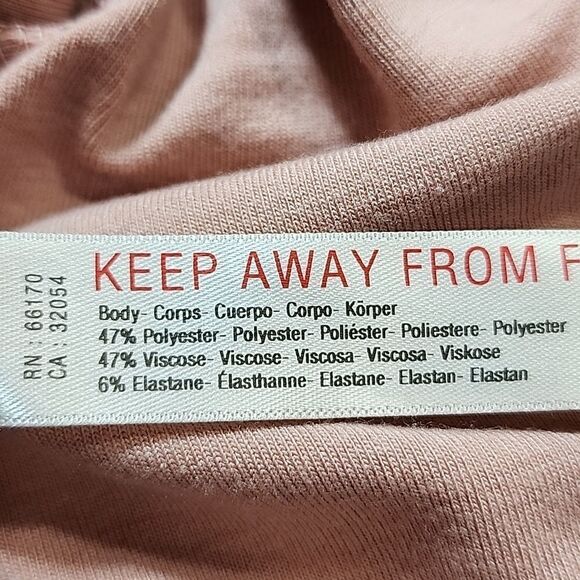 RN : 66170
CA : 32054
KEEP AWAY FROM F
Body- Corps- Cuerpo- Corpo- Körper
47% Polyester- Polyester- Poliéster- Poliestere- Polyester
47% Viscose- Viscose- Viscosa- Viscosa- Viskose
6% Elastane- Élasthanne- Elastane- Elastan- Elastan